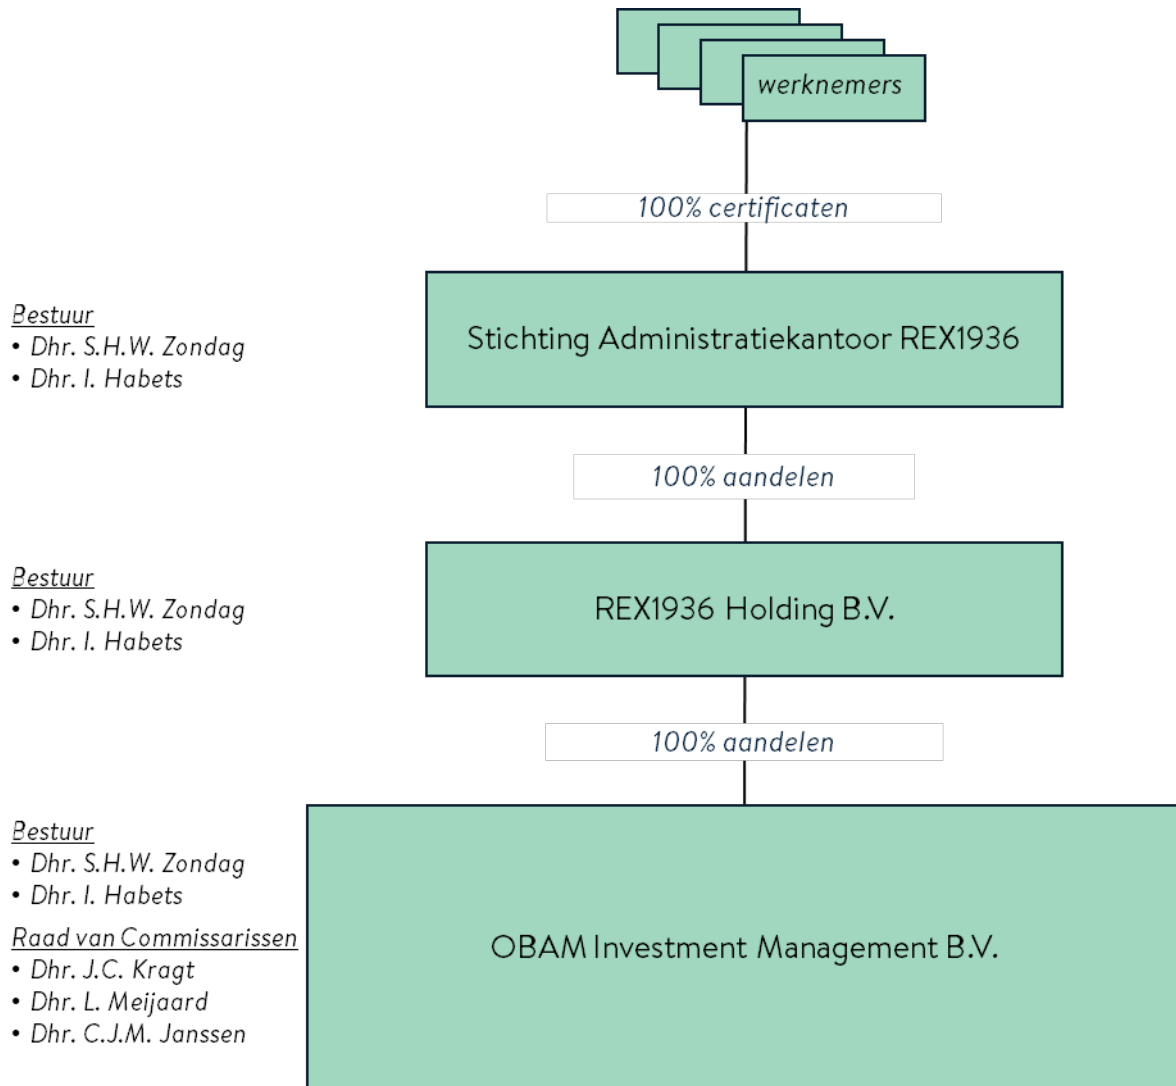 werknemers
100% certificaten
Bestuur
• Dhr. S.H.W. Zondag
• Dhr. I. Habets
Stichting Administratiekantoor REX1936
100% aandelen
Bestuur
• Dhr. S.H.W. Zondag
• Dhr. I. Habets
REX1936 Holding B.V.
100% aandelen
Bestuur
• Dhr. S.H.W. Zondag
• Dhr. I. Habets
Raad van Commissarissen
• Dhr. J.C. Kragt
• Dhr. L. Meijaard
• Dhr. C.J.M. Janssen
OBAM Investment Management B.V.